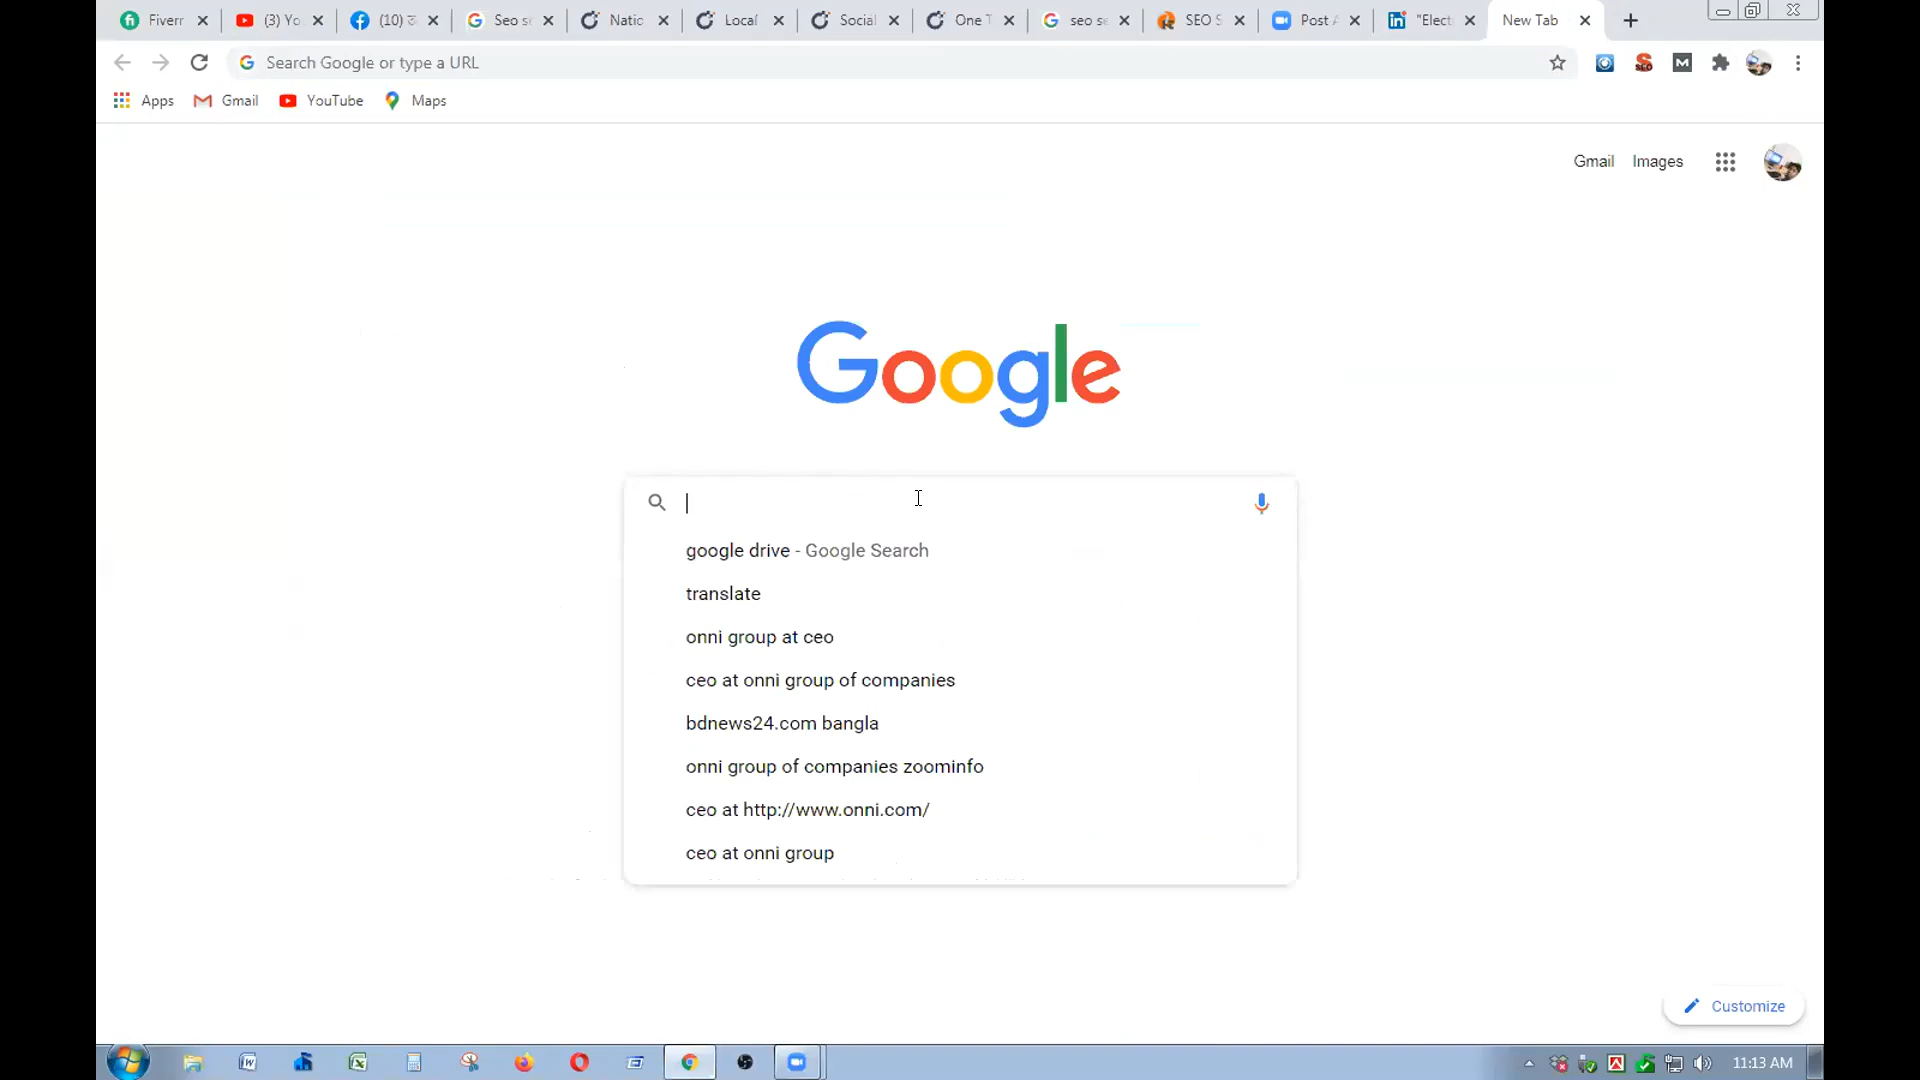 Fiverr
(3) Yo
(10)
Seo se
Natio
Local
Social
One T
seo se
SEO S
Post A
"Elect
New Tab
Search Google or type a URL
Apps
Gmail
YouTube
Maps
Gmail
Images
Google
google drive - Google Search
translate
onni group at ceo
ceo at onni group of companies
bdnews24.com bangla
onni group of companies zoominfo
ceo at http://www.onni.com/
ceo at onni group
Customize
11:13 AM